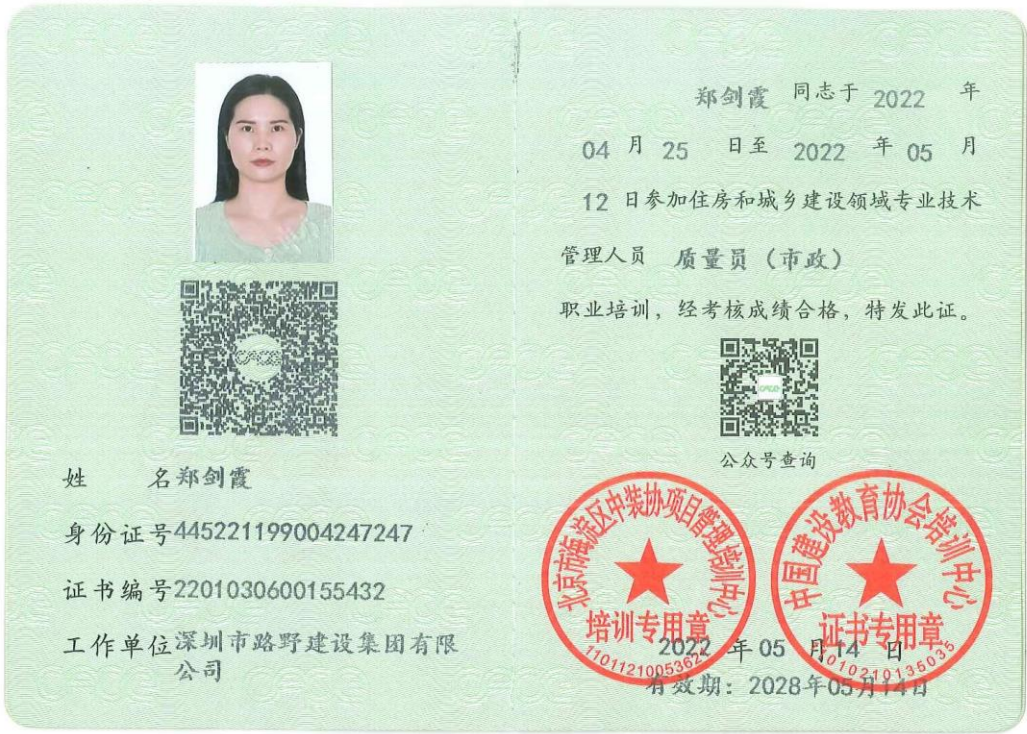 姓 名郑剑霞
身份证号445221199004247247
证书编号2201030600155432
工作单位深圳市路野建设集团有限
公司
郑剑霞 同志于 2022 年
04 月 25 日至 2022 年 05 月
12 日参加住房和城乡建设领域专业技术
管理人员 质量员（市政）
职业培训，经考核成绩合格，特发此证。
公众号查询
北京市海淀区中装协项目管理培训中心
培训专用章
中国建设教育协会培训中心
证书专用章
2022 年 05 月 14 日
有效期：2028年05月14日